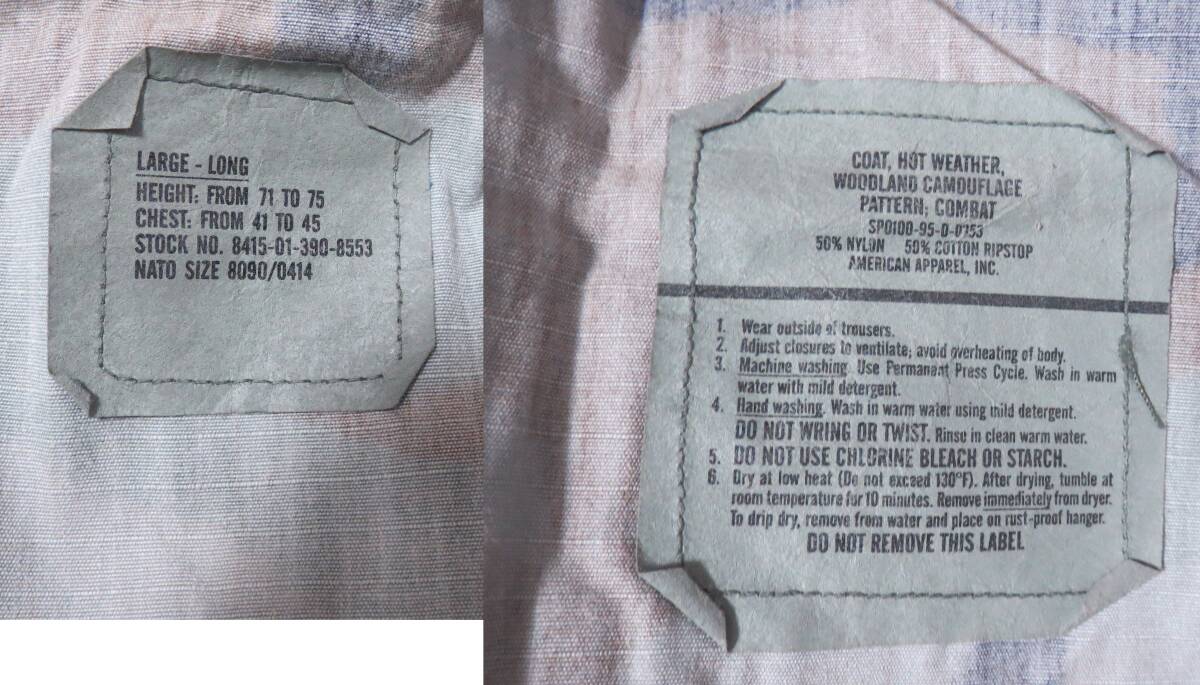 LARGE - LONG
HEIGHT: FROM 71 TO 75
CHEST: FROM 41 TO 45
STOCK NO. 8415-01-390-8553
NATO SIZE 8090/0414
COAT, HOT WEATHER,
WOODLAND CAMOUFLAGE
PATTERN; COMBAT
SP0100-95-D-0353
50% NYLON 50% COTTON RIPSTOP
AMERICAN APPAREL, INC.
1. Wear outside of trousers.
2. Adjust closures to ventilate; avoid overheating of body.
3. Machine washing. Use Permanent Press Cycle. Wash in warm
water with mild detergent.
4. Hand washing. Wash in warm water using mild detergent.
DO NOT WRING OR TWIST. Rinse in clean warm water.
5. DO NOT USE CHLORINE BLEACH OR STARCH.
6. Dry at low heat (Do not exceed 130°F). After drying, tumble at
room temperature for 10 minutes. Remove immediately from dryer.
To drip dry, remove from water and place on rust-proof hanger.
DO NOT REMOVE THIS LABEL